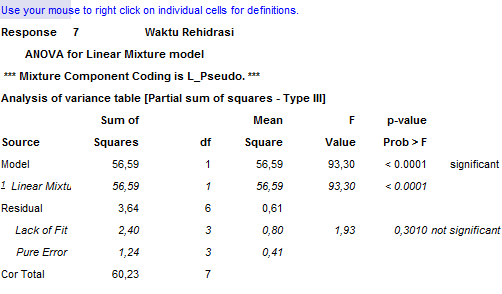 Use your mouse to right click on individual cells for definitions.
Response 7 Waktu Rehidrasi
ANOVA for Linear Mixture model
*** Mixture Component Coding is L_Pseudo. ***
Analysis of variance table [Partial sum of squares - Type III]
Sum of Mean F p-value
Source Squares df Square Value Prob > F
Model 56,59 1 56,59 93,30 < 0.0001 significant
1 Linear Mixtu 56,59 1 56,59 93,30 < 0.0001
Residual 3,64 6 0,61
Lack of Fit 2,40 3 0,80 1,93 0,3010 not significant
Pure Error 1,24 3 0,41
Cor Total 60,23 7